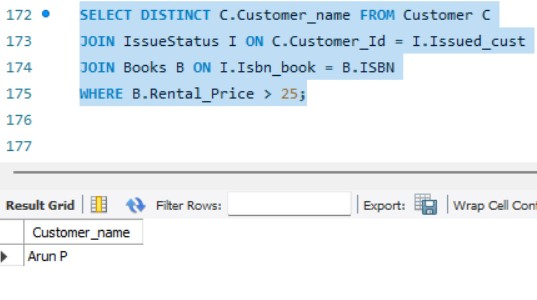 172 SELECT DISTINCT C.Customer_name FROM Customer C
173 JOIN IssueStatus I ON C.Customer_Id = I.Issued_cust
174 JOIN Books B ON I.Isbn_book = B.ISBN
175 WHERE B.Rental_Price > 25;
176
177
Result Grid Filter Rows: Export: Wrap Cell Cont
Customer_name
Arun P